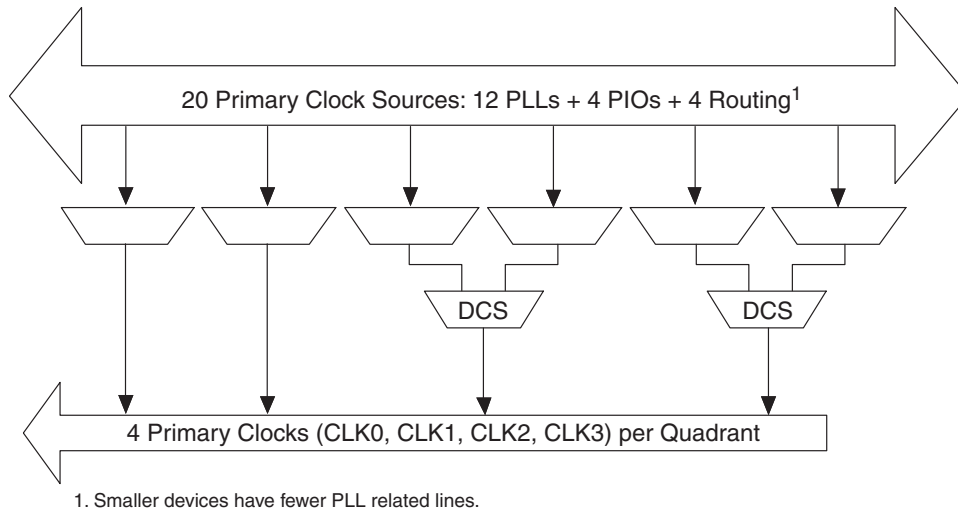 20 Primary Clock Sources: 12 PLLs + 4 PIOs + 4 Routing¹
DCS
DCS
4 Primary Clocks (CLK0, CLK1, CLK2, CLK3) per Quadrant
1. Smaller devices have fewer PLL related lines.